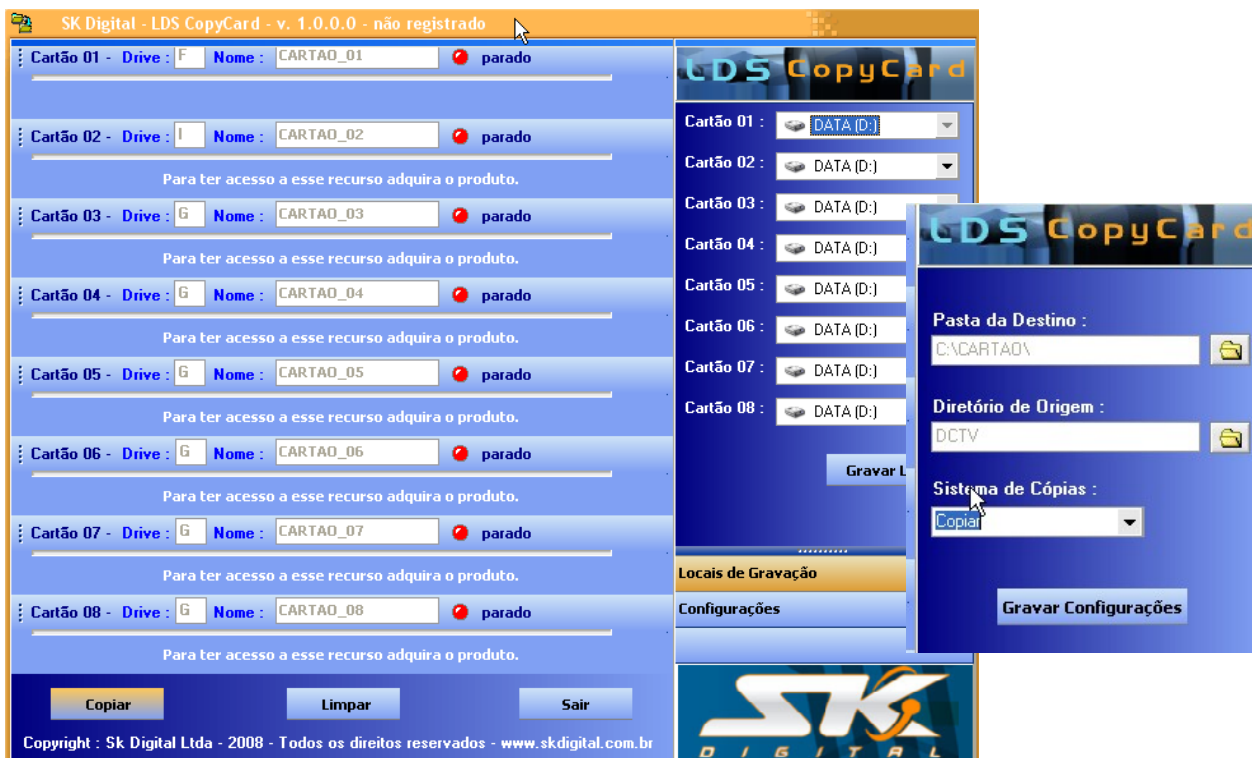 SK Digital - LDS CopyCard - v. 1.0.0.0 - não registrado
Cartão 01 - Drive : F Nome : CARTAO_01 parado
Cartão 02 - Drive : I Nome : CARTAO_02 parado
Para ter acesso a esse recurso adquira o produto.
Cartão 03 - Drive : G Nome : CARTAO_03 parado
Para ter acesso a esse recurso adquira o produto.
Cartão 04 - Drive : G Nome : CARTAO_04 parado
Para ter acesso a esse recurso adquira o produto.
Cartão 05 - Drive : G Nome : CARTAO_05 parado
Para ter acesso a esse recurso adquira o produto.
Cartão 06 - Drive : G Nome : CARTAO_06 parado
Para ter acesso a esse recurso adquira o produto.
Cartão 07 - Drive : G Nome : CARTAO_07 parado
Para ter acesso a esse recurso adquira o produto.
Cartão 08 - Drive : G Nome : CARTAO_08 parado
Para ter acesso a esse recurso adquira o produto.
Copiar Limpar Sair
Copyright : Sk Digital Ltda - 2008 - Todos os direitos reservados - www.skdigital.com.br
LDS CopyCard
Cartão 01 : DATA (D:)
Cartão 02 : DATA (D:)
Cartão 03 : DATA (D:)
Cartão 04 : DATA (D:)
Cartão 05 : DATA (D:)
Cartão 06 : DATA (D:)
Cartão 07 : DATA (D:)
Cartão 08 : DATA (D:)
Gravar L
Locais de Gravação
Configurações
SK
DIGITAL
LDS CopyCard
Pasta da Destino :
C:\CARTAO\
Diretório de Origem :
DCTV
Sistema de Cópias :
Copiar
Gravar Configurações